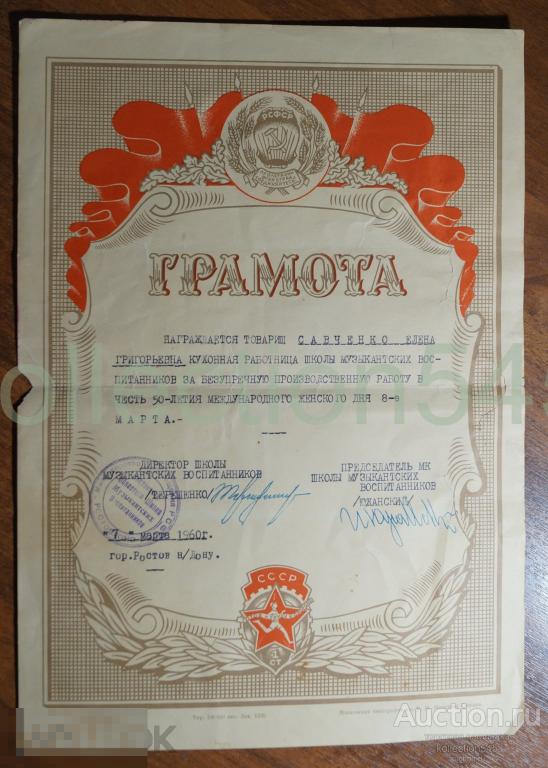 РСФСР
ГРАМОТА
НАГРАЖДАЕТСЯ ТОВАРИЩ САВЧЕНКО ЕЛЕНА
ГРИГОРЬЕВНА КУХОННАЯ РАБОТНИЦА ШКОЛЫ МУЗЫКАНТСКИХ ВОС-
ПИТАННИКОВ ЗА БЕЗУПРЕЧНУЮ ПРОИЗВОДСТВЕННУЮ РАБОТУ В
ЧЕСТЬ 50-ЛЕТИЯ МЕЖДУНАРОДНОГО ЖЕНСКОГО ДНЯ 8-е
МАРТА.-
ДИРЕКТОР ШКОЛЫ
МУЗЫКАНТСКИХ ВОСПИТАННИКОВ
/ТЕРЕЩЕНКО/
ПРЕДСЕДАТЕЛЬ МК
ШКОЛЫ МУЗЫКАНТСКИХ
ВОСПИТАННИКОВ
"7" марта 1960г.
гор.Ростов н/Дону.
СССР
ГТО
Auction.ru
kollection54a